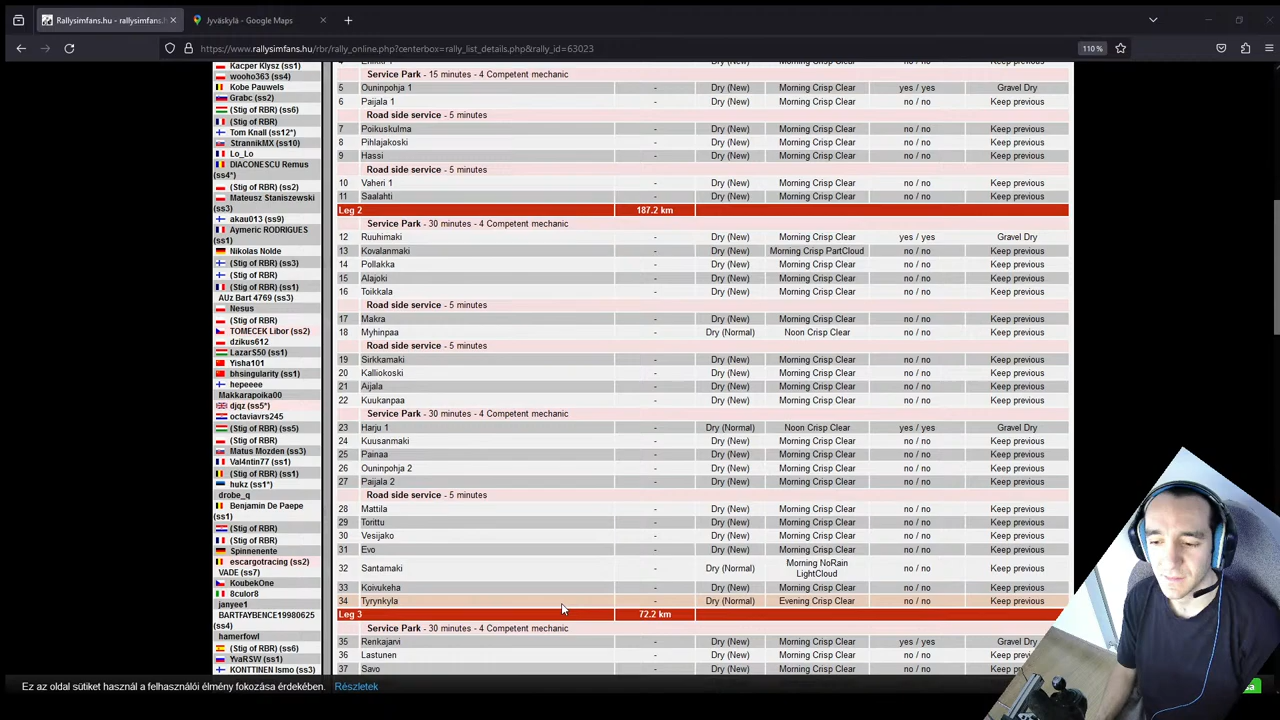 Rallysimfans.hu - rallysimfans.h
Jyväskylä - Google Maps
https://www.rallysimfans.hu/rbr/rally_online.php?centerbox=rally_list_details.php&rally_id=63023
110 %
Kacper Klysz (ss1)
wooho363 (ss4)
Kobe Pauwels
Grabc (ss2)
(Stig of RBR) (ss6)
(Stig of RBR)
Tom Knall (ss12*)
StrannikMX (ss10)
Lo_Lo
DIACONESCU Remus
(ss4*)
(Stig of RBR) (ss2)
Mateusz Staniszewski
(ss3)
akau013 (ss9)
Aymeric RODRIGUES
(ss1)
Nikolas Nolde
(Stig of RBR) (ss3)
(Stig of RBR)
(Stig of RBR) (ss1)
AUz Bart 4769 (ss3)
Nesus
(Stig of RBR)
TOMECEK Libor (ss2)
dzikus612
LazarS50 (ss1)
Yisha101
bhsingularity (ss1)
hepeeee
Makkarapoika00
djqz (ss5*)
octaviavrs245
(Stig of RBR) (ss5)
(Stig of RBR)
Matus Mozden (ss3)
Val4ntin77 (ss1)
(Stig of RBR) (ss1)
hukz (ss1*)
drobe_q
Benjamin De Paepe
(ss1)
(Stig of RBR)
(Stig of RBR)
Spinnenente
escargotracing (ss2)
VADE (ss7)
KoubekOne
8culor8
janyee1
BARTFAYBENCE19980625
(ss4)
hamerfowl
(Stig of RBR) (ss6)
YvaRSW (ss1)
KONTTINEN Ismo (ss3)
Service Park - 15 minutes - 4 Competent mechanic
5 Ouninpohja 1 - Dry (New) Morning Crisp Clear yes / yes Gravel Dry
6 Paijala 1 - Dry (New) Morning Crisp Clear no / no Keep previous
Road side service - 5 minutes
7 Poikuskulma - Dry (New) Morning Crisp Clear no / no Keep previous
8 Pihlajakoski - Dry (New) Morning Crisp Clear no / no Keep previous
9 Hassi - Dry (New) Morning Crisp Clear no / no Keep previous
Road side service - 5 minutes
10 Vaheri 1 - Dry (New) Morning Crisp Clear no / no Keep previous
11 Saalahti - Dry (New) Morning Crisp Clear no / no Keep previous
Leg 2 187.2 km
Service Park - 30 minutes - 4 Competent mechanic
12 Ruuhimaki - Dry (New) Morning Crisp Clear yes / yes Gravel Dry
13 Kovalanmaki - Dry (New) Morning Crisp PartCloud no / no Keep previous
14 Pollakka - Dry (New) Morning Crisp Clear no / no Keep previous
15 Alajoki - Dry (New) Morning Crisp Clear no / no Keep previous
16 Toikkala - Dry (New) Morning Crisp Clear no / no Keep previous
Road side service - 5 minutes
17 Makra - Dry (New) Morning Crisp Clear no / no Keep previous
18 Myhinpaa - Dry (Normal) Noon Crisp Clear no / no Keep previous
Road side service - 5 minutes
19 Sirkkamaki - Dry (New) Morning Crisp Clear no / no Keep previous
20 Kalliokoski - Dry (New) Morning Crisp Clear no / no Keep previous
21 Aijala - Dry (New) Morning Crisp Clear no / no Keep previous
22 Kuukanpaa - Dry (New) Morning Crisp Clear no / no Keep previous
Service Park - 30 minutes - 4 Competent mechanic
23 Harju 1 - Dry (Normal) Noon Crisp Clear yes / yes Gravel Dry
24 Kuusanmaki - Dry (New) Morning Crisp Clear no / no Keep previous
25 Painaa - Dry (New) Morning Crisp Clear no / no Keep previous
26 Ouninpohja 2 - Dry (New) Morning Crisp Clear no / no Keep previous
27 Paijala 2 - Dry (New) Morning Crisp Clear no / no Keep previous
Road side service - 5 minutes
28 Mattila - Dry (New) Morning Crisp Clear no / no Keep previous
29 Torittu - Dry (New) Morning Crisp Clear no / no Keep previous
30 Vesijako - Dry (New) Morning Crisp Clear no / no Keep previous
31 Evo - Dry (New) Morning Crisp Clear no / no Keep previous
32 Santamaki - Dry (Normal) Morning NoRain LightCloud no / no Keep previous
33 Koivukeha - Dry (New) Morning Crisp Clear no / no Keep previous
34 Tyrynkyla - Dry (Normal) Evening Crisp Clear no / no Keep previous
Leg 3 72.2 km
Service Park - 30 minutes - 4 Competent mechanic
35 Renkajarvi - Dry (New) Morning Crisp Clear yes / yes Gravel Dry
36 Lastunen - Dry (New) Morning Crisp Clear no / no Keep
37 Savo - Dry (New) Morning Crisp Clear no / no Keep
Ez az oldal sütiket használ a felhasználói élmény fokozása érdekében. Részletek